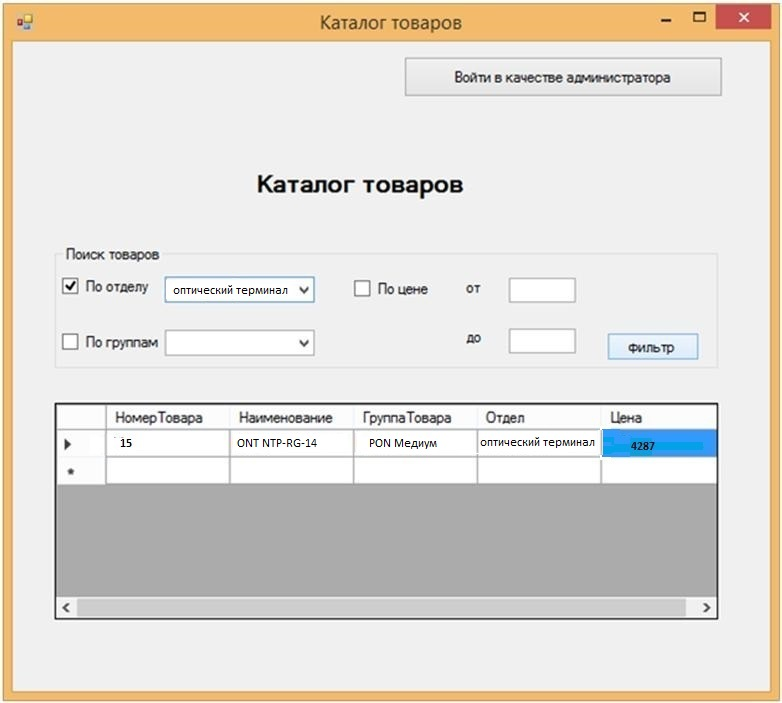 Каталог товаров
Войти в качестве администратора
Каталог товаров
Поиск товаров
По отделу оптический терминал По цене от
По группам до фильтр
НомерТовара Наименование ГруппаТовара Отдел Цена
15 ONT NTP-RG-14 PON Медиум оптический терминал 4287
*